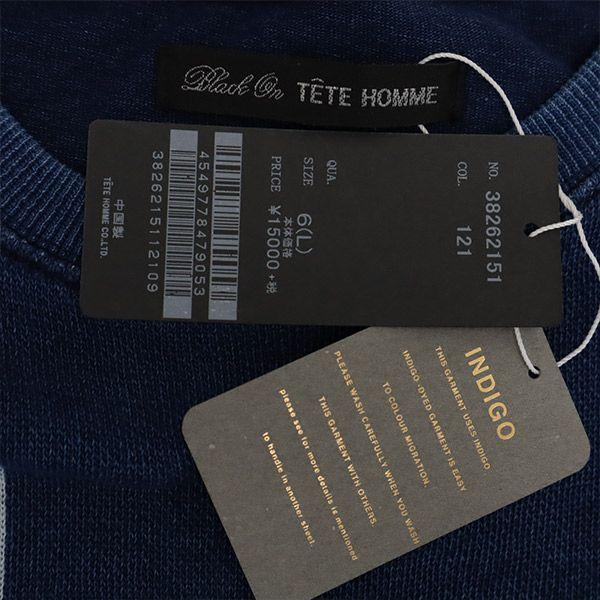 Black On TÊTE HOMME
NO. 38262151
COL. 121
QUA.
SIZE 6(L)
PRICE 本体価格 ¥15000+税
4549778479053
38262151112109
中国製
TÊTE HOMME CO.,LTD.
INDIGO
THIS GARMENT USES INDIGO
INDIGO-DYED GARMENT IS EASY
TO COLOUR MIGRATION.
PLEASE WASH CAREFULLY WHEN YOU WASH
THIS GARMENT WITH OTHERS.
please see for more details is mentioned
to handle in another sheet.